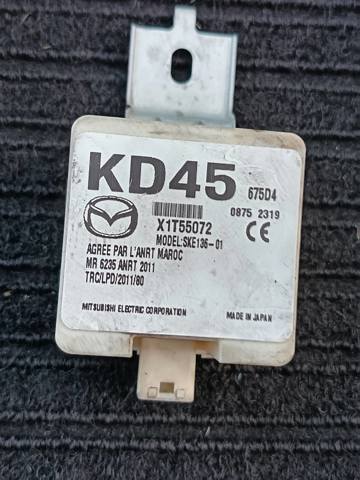 KD45 675D4
0875 2319
X1T55072 CE
MODEL:SKE136-01
AGREE PAR L'ANRT MAROC
MR 6235 ANRT 2011
TRC/LPD/2011/80
MITSUBISHI ELECTRIC CORPORATION MADE IN JAPAN